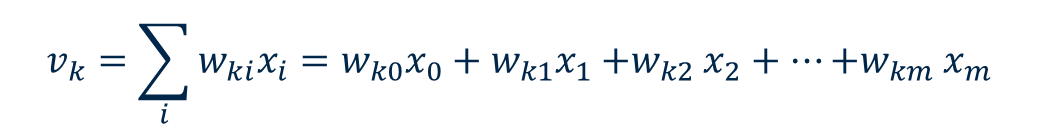 v_k = \sum_i w_{ki} x_i = w_{k0} x_0 + w_{k1} x_1 + w_{k2} x_2 + \cdots + w_{km} x_m